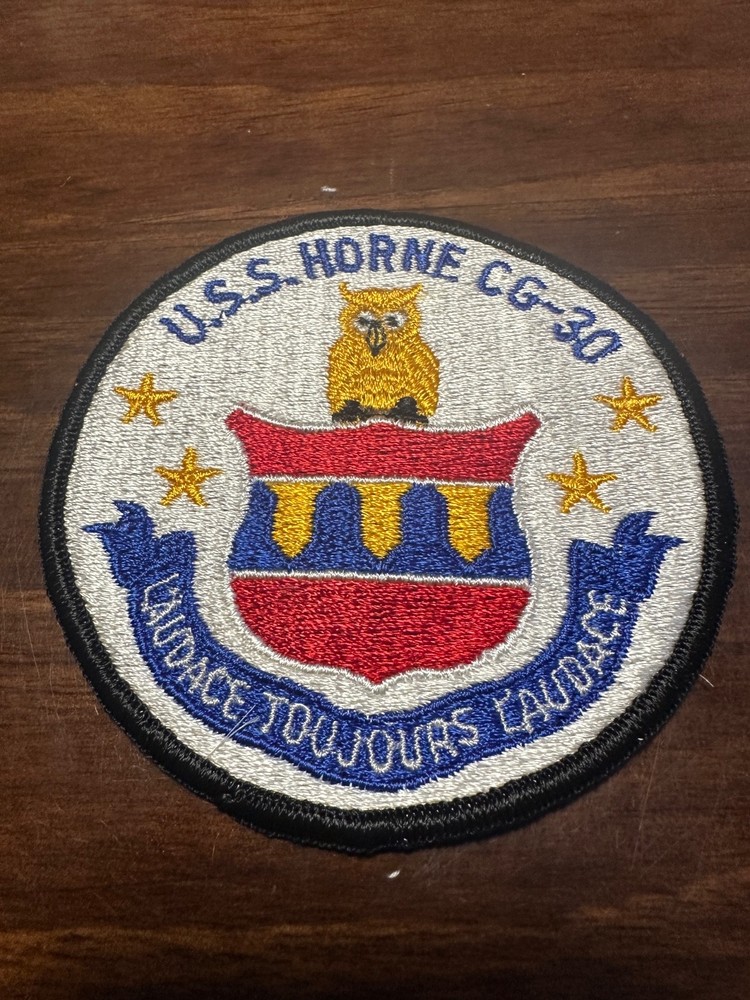 U.S.S. HORNE CG-30
L'AUDACE TOUJOURS L'AUDACE